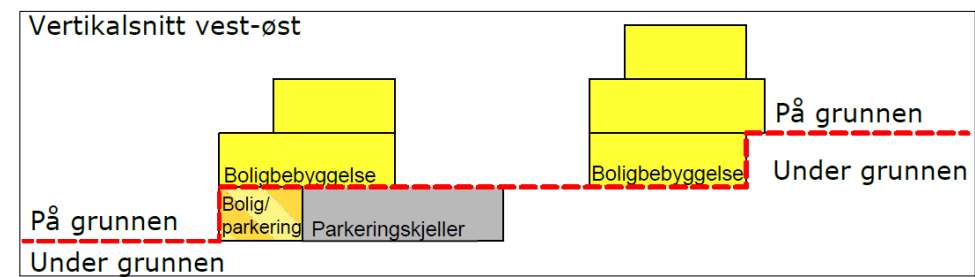 Vertikalsnitt vest-øst
På grunnen
Boligbebyggelse
Boligbebyggelse
Under grunnen
Bolig/
parkering
Parkeringskjeller
På grunnen
Under grunnen